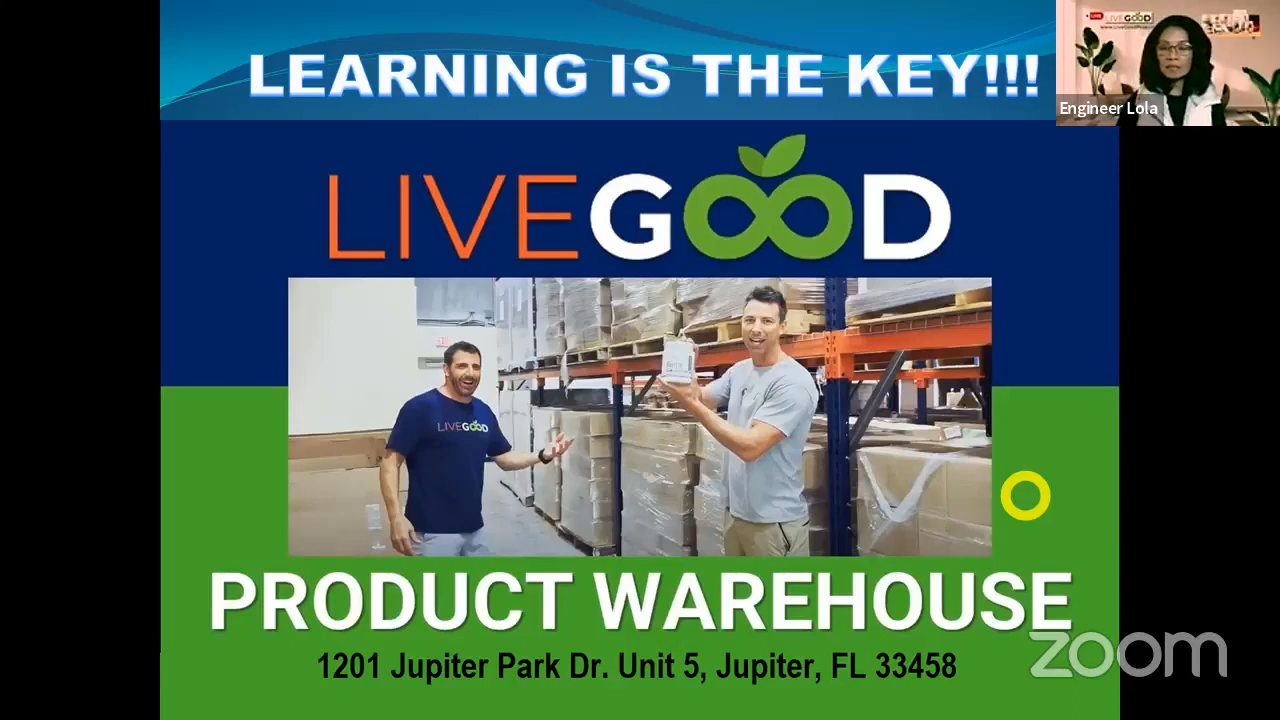 LEARNING IS THE KEY!!!
LIVEGOOD
Engineer Lola
LIVEGOOD
LIVEGOOD
PRODUCT WAREHOUSE
1201 Jupiter Park Dr. Unit 5, Jupiter, FL 33458
zoom